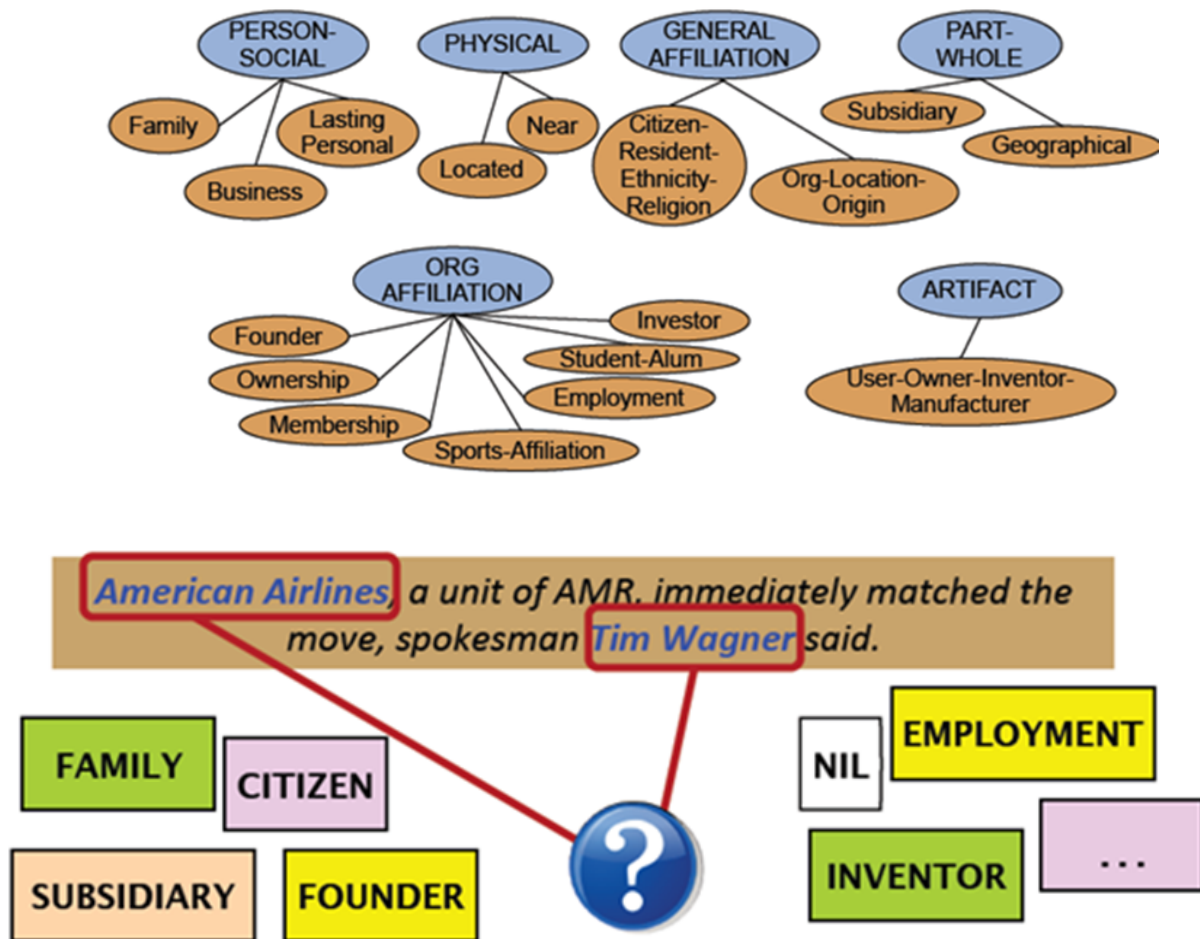 PERSON-
SOCIAL
PHYSICAL
GENERAL
AFFILIATION
PART-
WHOLE
Family
Lasting
Personal
Business
Near
Located
Citizen-
Resident-
Ethnicity-
Religion
Org-Location-
Origin
Subsidiary
Geographical
ORG
AFFILIATION
ARTIFACT
Founder
Ownership
Membership
Sports-Affiliation
Investor
Student-Alum
Employment
User-Owner-Inventor-
Manufacturer
American Airlines, a unit of AMR, immediately matched the
move, spokesman Tim Wagner said.
FAMILY
CITIZEN
SUBSIDIARY
FOUNDER
?
NIL
EMPLOYMENT
INVENTOR
...